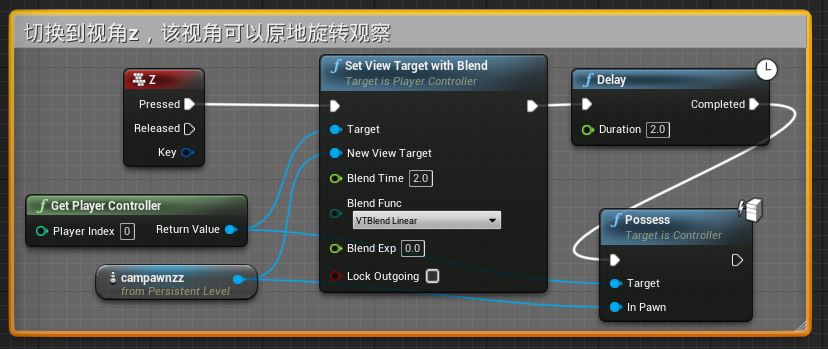 切换到视角z，该视角可以原地旋转观察
Z
Pressed
Released
Key
Set View Target with Blend
Target is Player Controller
Target
New View Target
Blend Time 2.0
Blend Func
VTBlend Linear
Blend Exp 0.0
Lock Outgoing
Delay
Completed
Duration 2.0
Get Player Controller
Player Index 0 Return Value
campawnzz
from Persistent Level
Possess
Target is Controller
Target
In Pawn